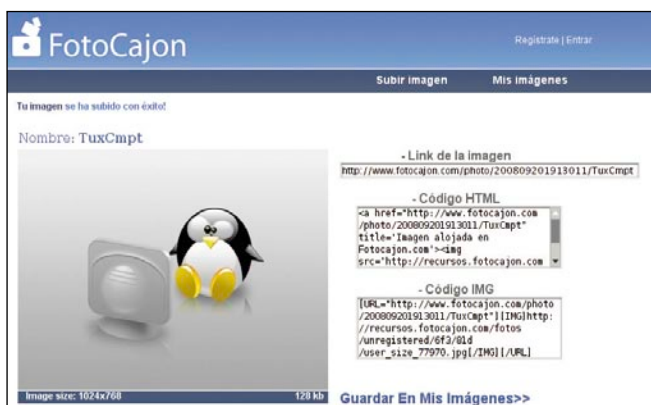 FotoCajon
Regístrate | Entrar
Subir imagen
Mis imágenes
Tu imagen se ha subido con éxito!
Nombre: TuxCmpt
- Link de la imagen
http://www.fotocajon.com/photo/200809201913011/TuxCmpt
- Código HTML
<a href="http://www.fotocajon.com
/photo/200809201913011/TuxCmpt"
title='Imagen alojada en
Fotocajon.com'><img
src="http://recursos.fotocajon.com
- Código IMG
[URL="http://www.fotocajon.com/photo
/200809201913011/TuxCmpt"][IMG]http:
//recursos.fotocajon.com/fotos
/unregistered/6f3/81d
/user_size_77970.jpg[/IMG][/URL]
Image size: 1024x768
128 kb
Guardar En Mis Imágenes>>